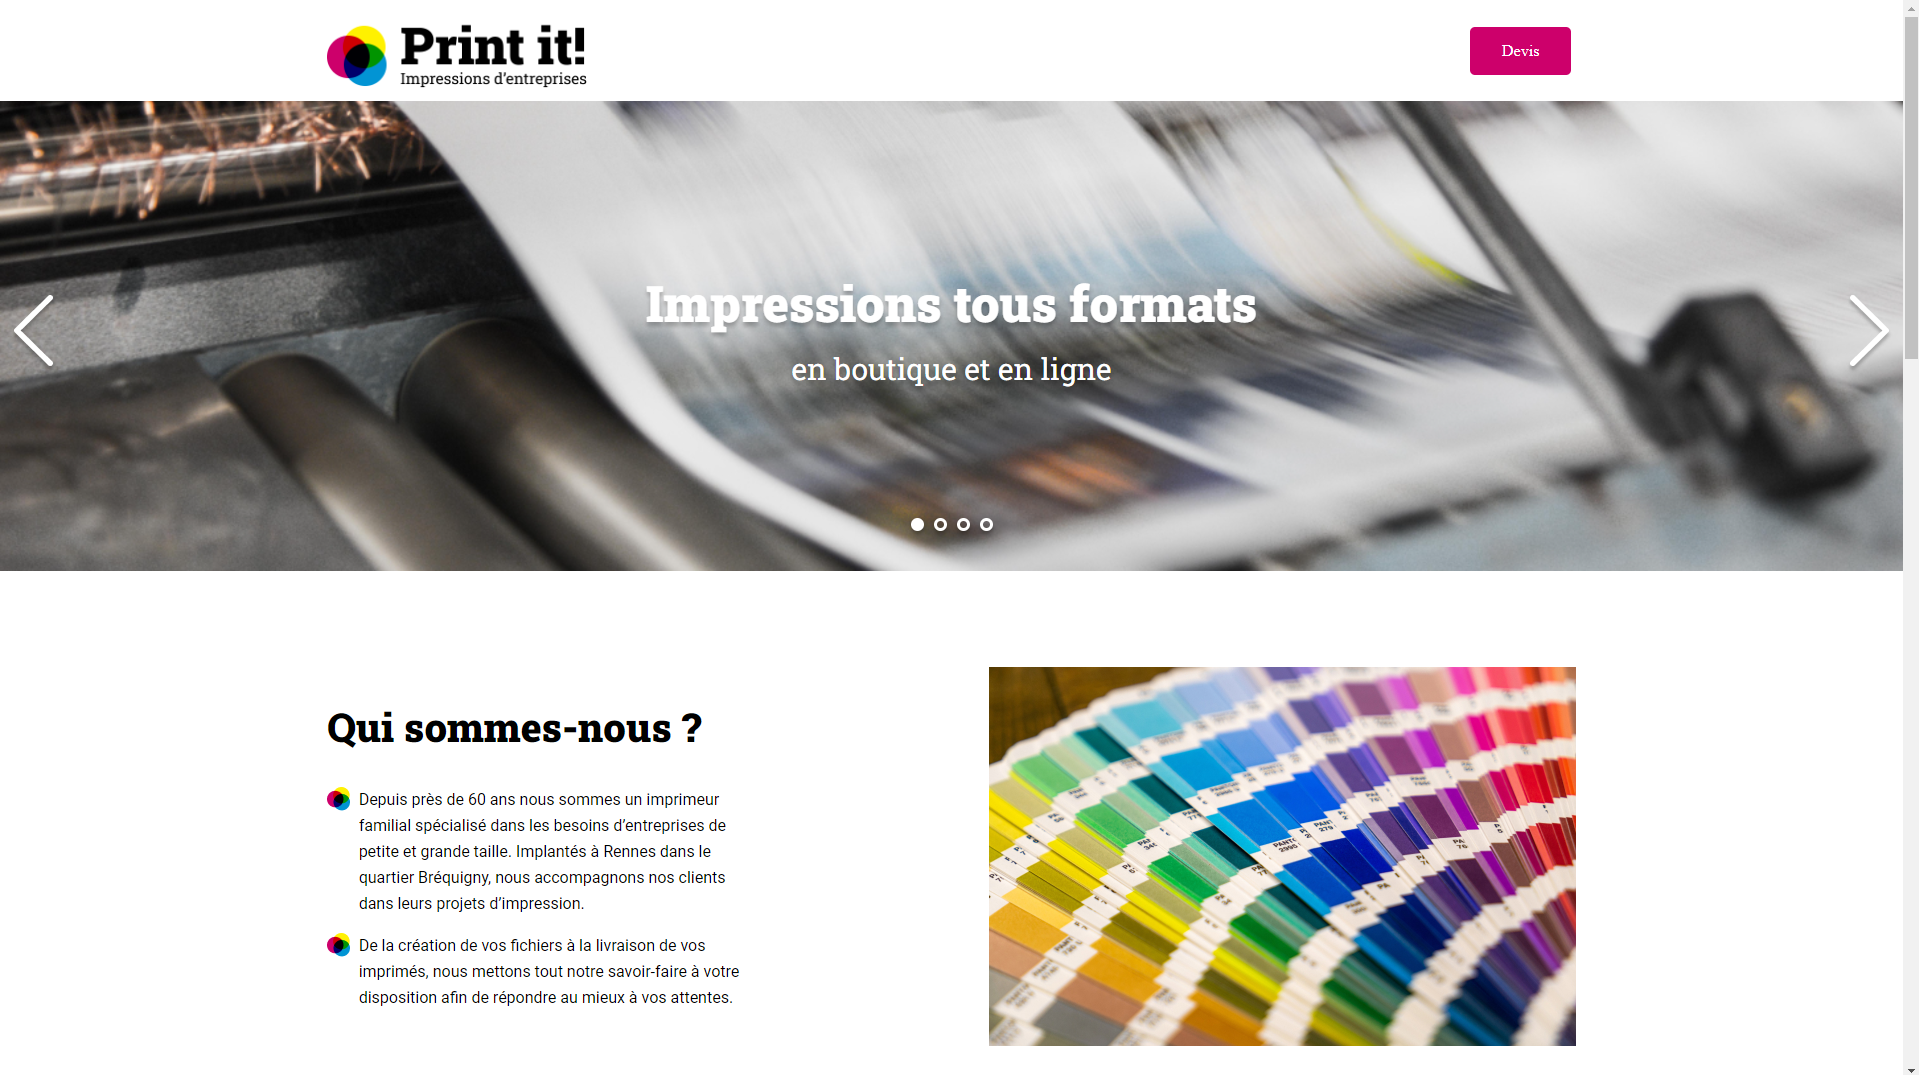 Print it!
Impressions d'entreprises
Devis
Impressions tous formats
en boutique et en ligne
Qui sommes-nous ?
Depuis près de 60 ans nous sommes un imprimeur
familial spécialisé dans les besoins d’entreprises de
petite et grande taille. Implantés à Rennes dans le
quartier Bréquigny, nous accompagnons nos clients
dans leurs projets d’impression.
De la création de vos fichiers à la livraison de vos
imprimés, nous mettons tout notre savoir-faire à votre
disposition afin de répondre au mieux à vos attentes.